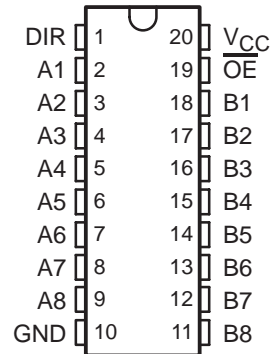 DIR 1 20 VCC
A1 2 19 OE
A2 3 18 B1
A3 4 17 B2
A4 5 16 B3
A5 6 15 B4
A6 7 14 B5
A7 8 13 B6
A8 9 12 B7
GND 10 11 B8